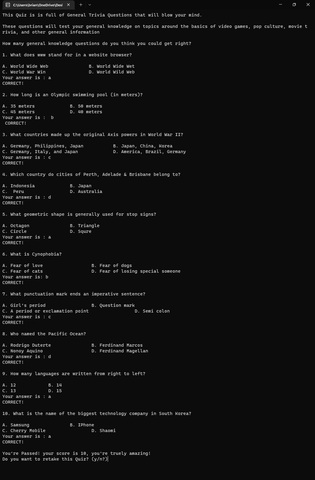 This Quiz is is Full of General Trivia Questions that will blow your mind.
These questions will test your general knowledge on topics around the basics of video games, pop culture, movie t
rivia, and other general information
How many general knowledge questions do you think you could get right?
1. What does www stand for in a website browser?
A. World Wide Web B. World Wide Wet
C. World War Win D. World Wild Web
Your answer is : a
CORRECT!
2. How long is an Olympic swimming pool (in meters)?
A. 35 meters B. 50 meters
C. 45 meters D. 40 meters
Your answer is : b
CORRECT!
3. What countries made up the original Axis powers in World War II?
A. Germany, Philippines, Japan B. Japan, China, Korea
C. Germany, Italy, and Japan D. America, Brazil, Germany
Your answer is : c
CORRECT!
4. Which country do cities of Perth, Adelade & Brisbane belong to?
A. Indonesia B. Japan
C. Peru D. Australia
Your answer is : d
CORRECT!
5. What geometric shape is generally used for stop signs?
A. Octagon B. Triangle
C. Circle D. Squre
Your answer is : a
CORRECT!
6. What is Cynophobia?
A. Fear of love B. Fear of dogs
C. Fear of cats D. Fear of losing special someone
Your answer is: b
CORRECT!
7. What punctuation mark ends an imperative sentence?
A. Girl's period B. Question mark
C. A period or exclamation point D. Semi colon
Your answer is : c
CORRECT!
8. Who named the Pacific Ocean?
A. Rodrigo Duterte B. Ferdinand Marcos
C. Nonoy Aquino D. Ferdinand Magellan
Your answer is : d
CORRECT!
9. How many languages are written from right to left?
A. 12 B. 14
C. 13 D. 15
Your answer is : a
CORRECT!
10. What is the name of the biggest technology company in South Korea?
A. Samsung B. IPhone
C. Cherry Mobile D. Shaomi
Your answer is : a
CORRECT!
You're Passed! your score is 10, you're truely amazing!
Do you want to retake this Quiz? (y/n?)